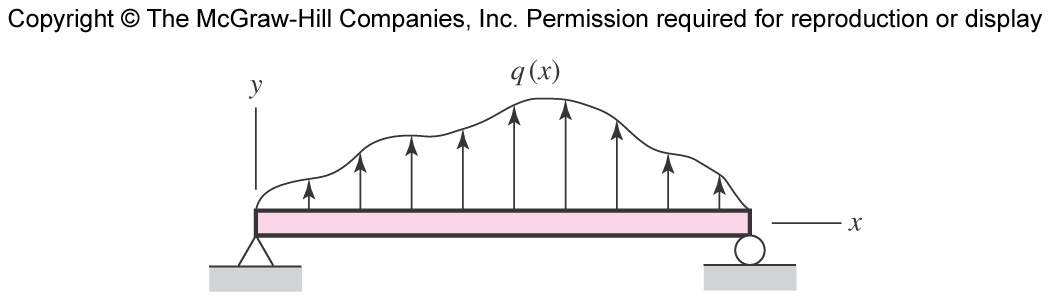 Copyright © The McGraw-Hill Companies, Inc. Permission required for reproduction or display
q(x)
y
x